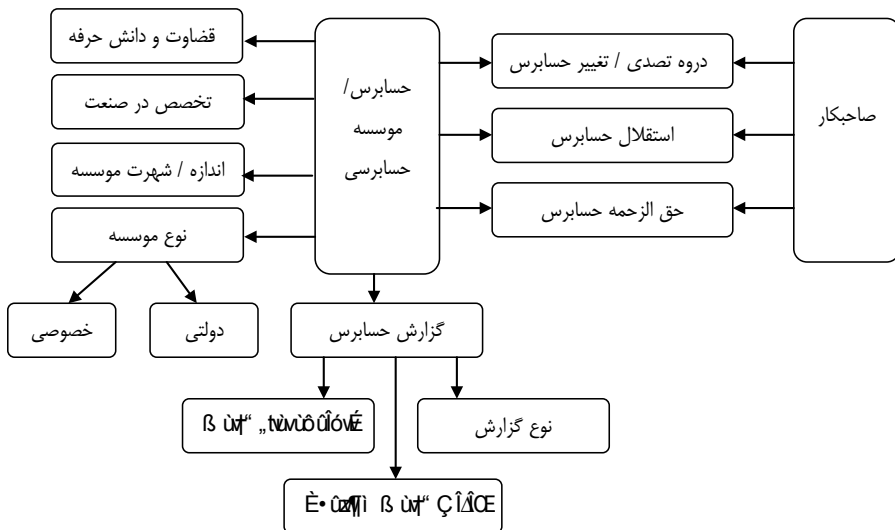 قضاوت و دانش حرفه
تخصص در صنعت
اندازه / شهرت موسسه
نوع موسسه
خصوصی
دولتی
حسابرس/
موسسه
حسابرسی
دروه تصدی / تغییر حسابرس
استقلال حسابرس
حق الزحمه حسابرس
صاحبکار
گزارش حسابرس
نوع گزارش